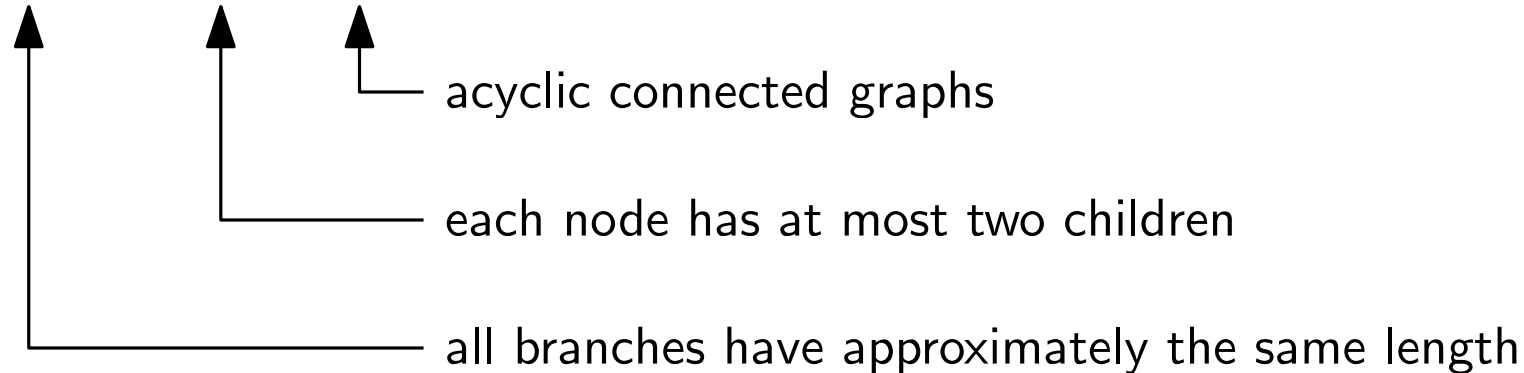 acyclic connected graphs
each node has at most two children
all branches have approximately the same length